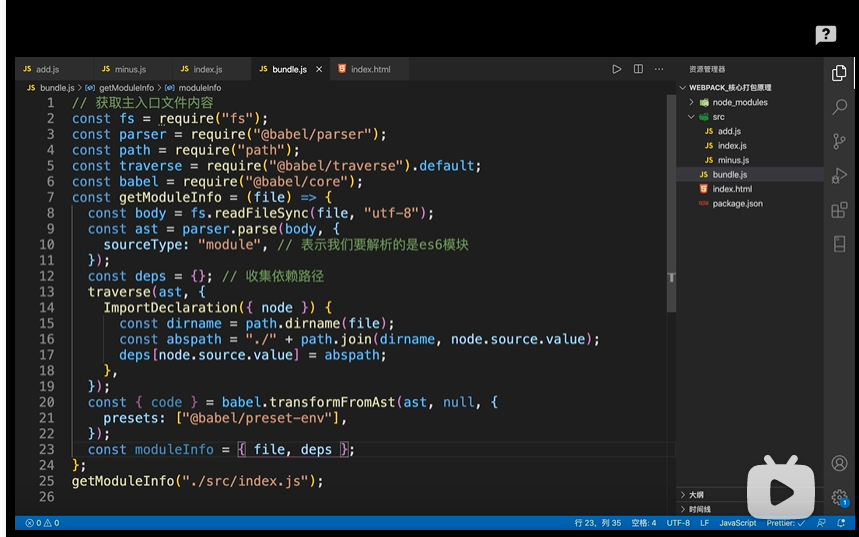 ?
JS add.js JS minus.js JS index.js JS bundle.js × index.html ···
资源管理器
JS bundle.js > getModuleInfo > moduleInfo
WEBPACK_核心打包原理
node_modules
src
JS add.js
JS index.js
JS minus.js
JS bundle.js
index.html
package.json
1 // 获取主入口文件内容
2 const fs = require("fs");
3 const parser = require("@babel/parser");
4 const path = require("path");
5 const traverse = require("@babel/traverse").default;
6 const babel = require("@babel/core");
7 const getModuleInfo = (file) => {
8   const body = fs.readFileSync(file, "utf-8");
9   const ast = parser.parse(body, {
10     sourceType: "module", // 表示我们要解析的是es6模块
11   });
12   const deps = {}; // 收集依赖路径
13   traverse(ast, {
14     ImportDeclaration({ node }) {
15       const dirname = path.dirname(file);
16       const abspath = "./" + path.join(dirname, node.source.value);
17       deps[node.source.value] = abspath;
18     },
19   });
20   const { code } = babel.transformFromAst(ast, null, {
21     presets: ["@babel/preset-env"],
22   });
23   const moduleInfo = { file, deps };
24 };
25 getModuleInfo("./src/index.js");
26
大纲
时间线
1
0 0 行 23，列 35 空格: 4 UTF-8 LF JavaScript Prettier: ✓